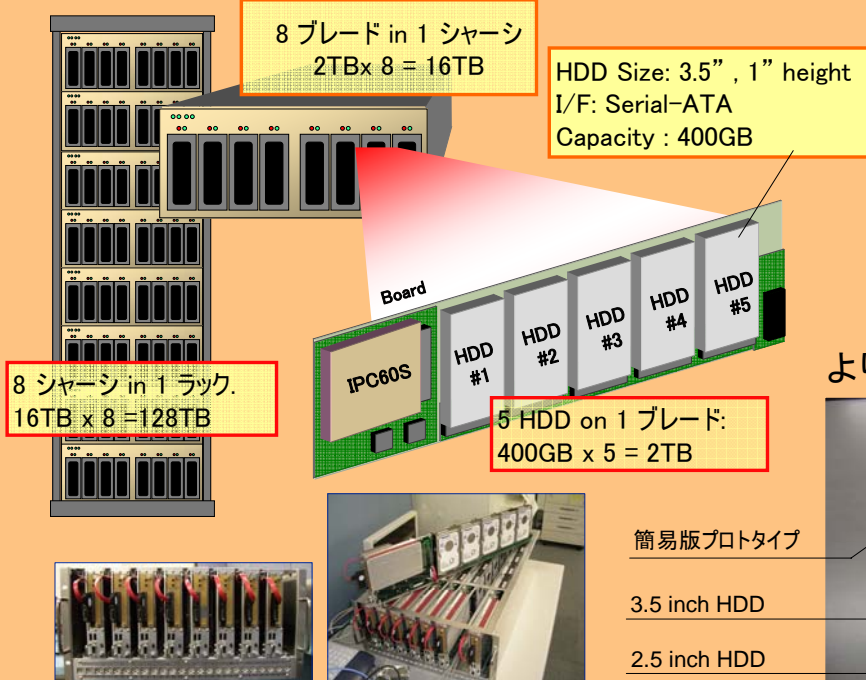 8 ブレード in 1 シャーシ
2TBx 8 = 16TB
HDD Size: 3.5” , 1” height
I/F: Serial-ATA
Capacity : 400GB
Board
IPC60S
HDD
#1
HDD
#2
HDD
#3
HDD
#4
HDD
#5
8 シャーシ in 1 ラック.
16TB x 8 =128TB
5 HDD on 1 ブレード:
400GB x 5 = 2TB
よ
簡易版プロトタイプ
3.5 inch HDD
2.5 inch HDD